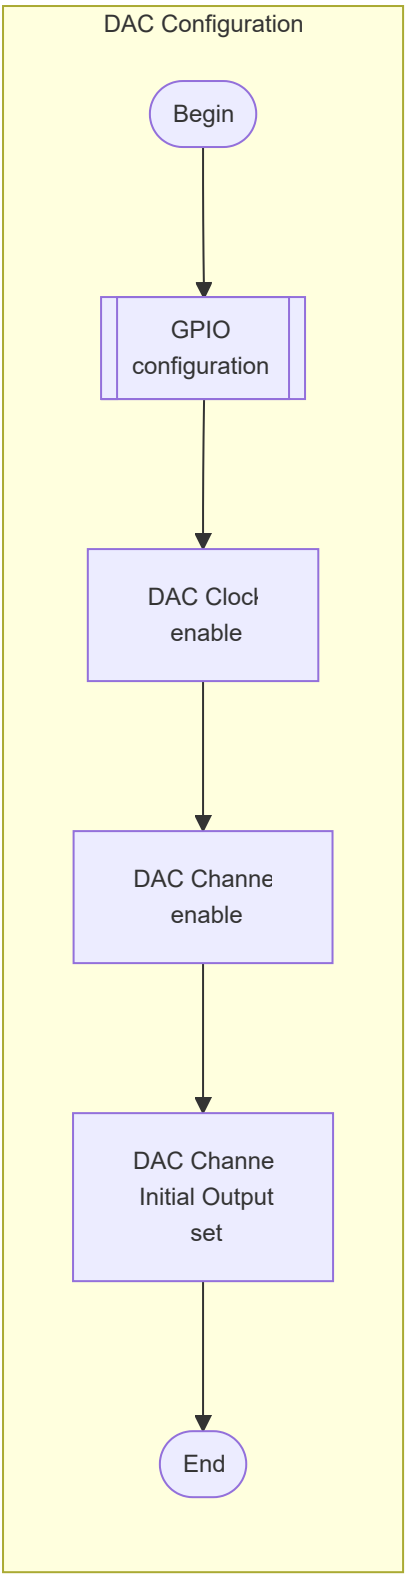 DAC Configuration
Begin
GPIO
configuration
DAC Clock
enable
DAC Channe
enable
DAC Channe
Initial Output
set
End